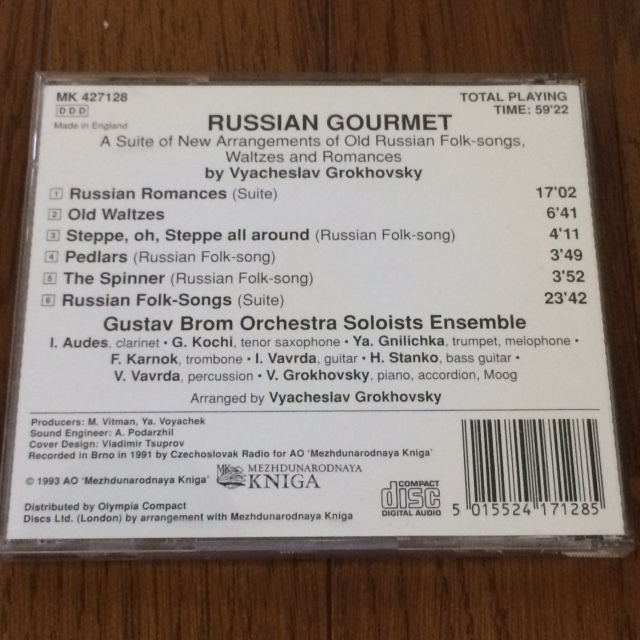 MK 427128
DDD
Made in England
TOTAL PLAYING
TIME: 59'22
RUSSIAN GOURMET
A Suite of New Arrangements of Old Russian Folk-songs,
Waltzes and Romances
by Vyacheslav Grokhovsky
1 Russian Romances (Suite) 17'02
2 Old Waltzes 6'41
3 Steppe, oh, Steppe all around (Russian Folk-song) 4'11
4 Pedlars (Russian Folk-song) 3'49
5 The Spinner (Russian Folk-song) 3'52
6 Russian Folk-Songs (Suite) 23'42
Gustav Brom Orchestra Soloists Ensemble
I. Audes, clarinet • G. Kochi, tenor saxophone • Ya. Gnilichka, trumpet, melophone •
F. Karnok, trombone • I. Vavrda, guitar • H. Stanko, bass guitar •
V. Vavrda, percussion • V. Grokhovsky, piano, accordion, Moog
Arranged by Vyacheslav Grokhovsky
Producers: M. Vitman, Ya. Voyachek
Sound Engineer: A. Podarzhil
Cover Design: Vladimir Tsuprov
Recorded in Brno in 1991 by Czechoslovak Radio for AO 'Mezhdunarodnaya Kniga'
© 1993 AO 'Mezhdunarodnaya Kniga'
MK MEZHDUNARODNAYA
KNIGA
Distributed by Olympia Compact
Discs Ltd. (London) by arrangement with Mezhdunarodnaya Kniga
COMPACT
disc
DIGITAL AUDIO
5 015524 171285